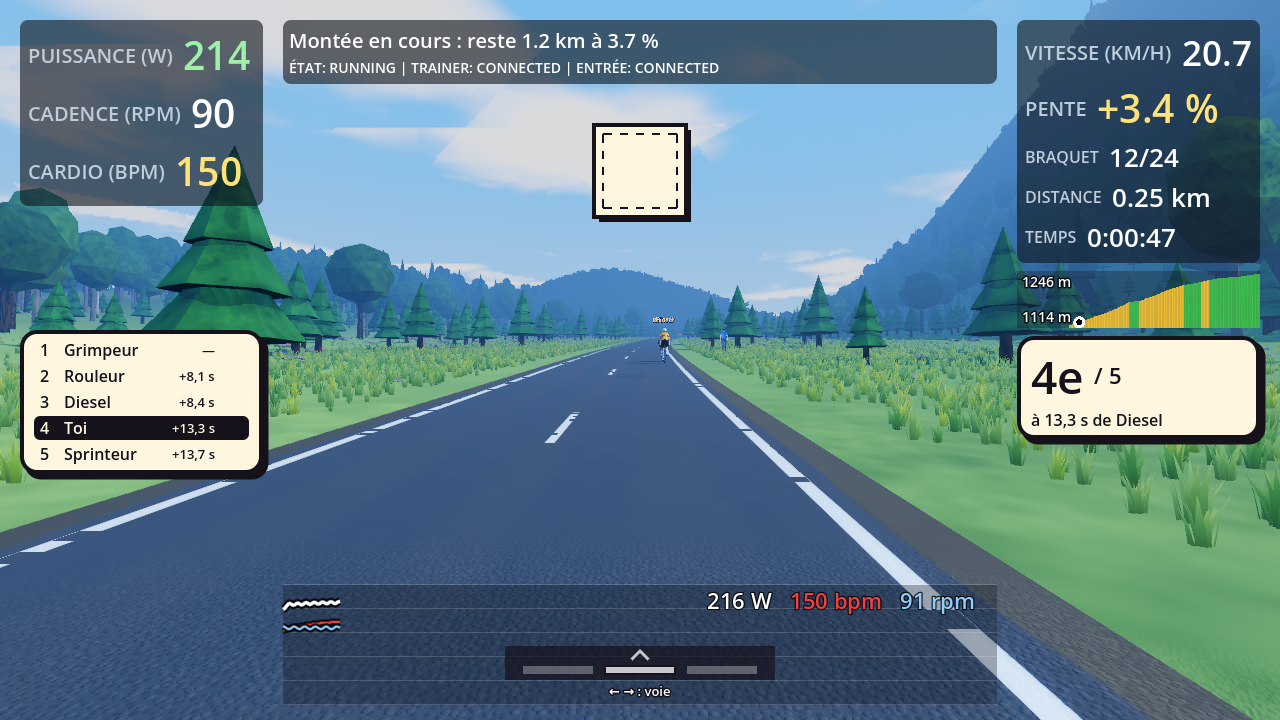 PUISSANCE (W) 214
CADENCE (RPM) 90
CARDIO (BPM) 150
Montée en cours : reste 1.2 km à 3.7 %
ÉTAT: RUNNING | TRAINER: CONNECTED | ENTRÉE: CONNECTED
VITESSE (KM/H) 20.7
PENTE +3.4 %
BRAQUET 12/24
DISTANCE 0.25 km
TEMPS 0:00:47
1246 m
1114 m
1 Grimpeur —
2 Rouleur +8,1 s
3 Diesel +8,4 s
4 Toi +13,3 s
5 Sprinteur +13,7 s
4e / 5
à 13,3 s de Diesel
216 W 150 bpm 91 rpm
← → : voie